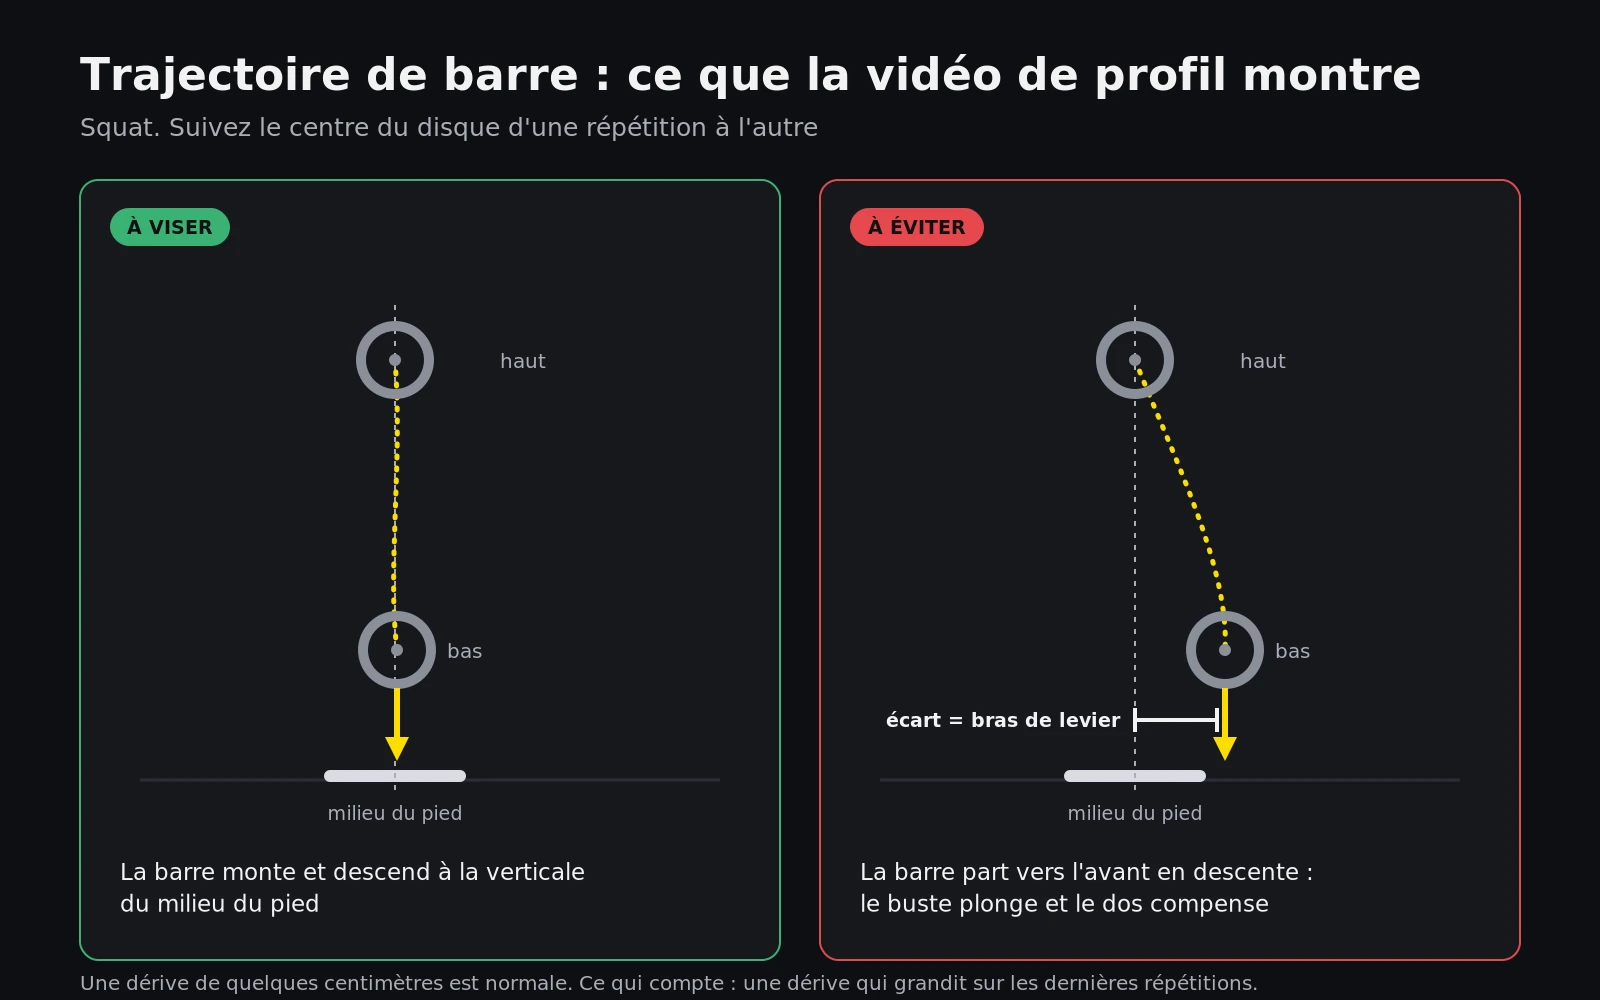 Trajectoire de barre : ce que la vidéo de profil montre
Squat. Suivez le centre du disque d'une répétition à l'autre
À VISER
haut
bas
milieu du pied
La barre monte et descend à la verticale
du milieu du pied
À ÉVITER
haut
bas
écart = bras de levier
milieu du pied
La barre part vers l'avant en descente :
le buste plonge et le dos compense
Une dérive de quelques centimètres est normale. Ce qui compte : une dérive qui grandit sur les dernières répétitions.